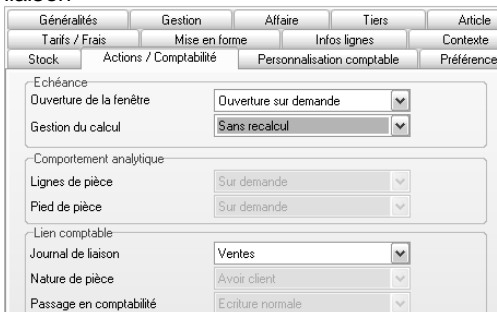 liaison
Généralités Gestion Affaire Tiers Article
Tarifs / Frais Mise en forme Infos lignes Contexte
Stock Actions / Comptabilité Personnalisation comptable Préférence
Echéance
Ouverture de la fenêtre Ouverture sur demande
Gestion du calcul Sans recalcul
Comportement analytique
Lignes de pièce Sur demande
Pied de pièce Sur demande
Lien comptable
Journal de liaison Ventes
Nature de pièce Avoir client
Passage en comptabilité Ecriture normale